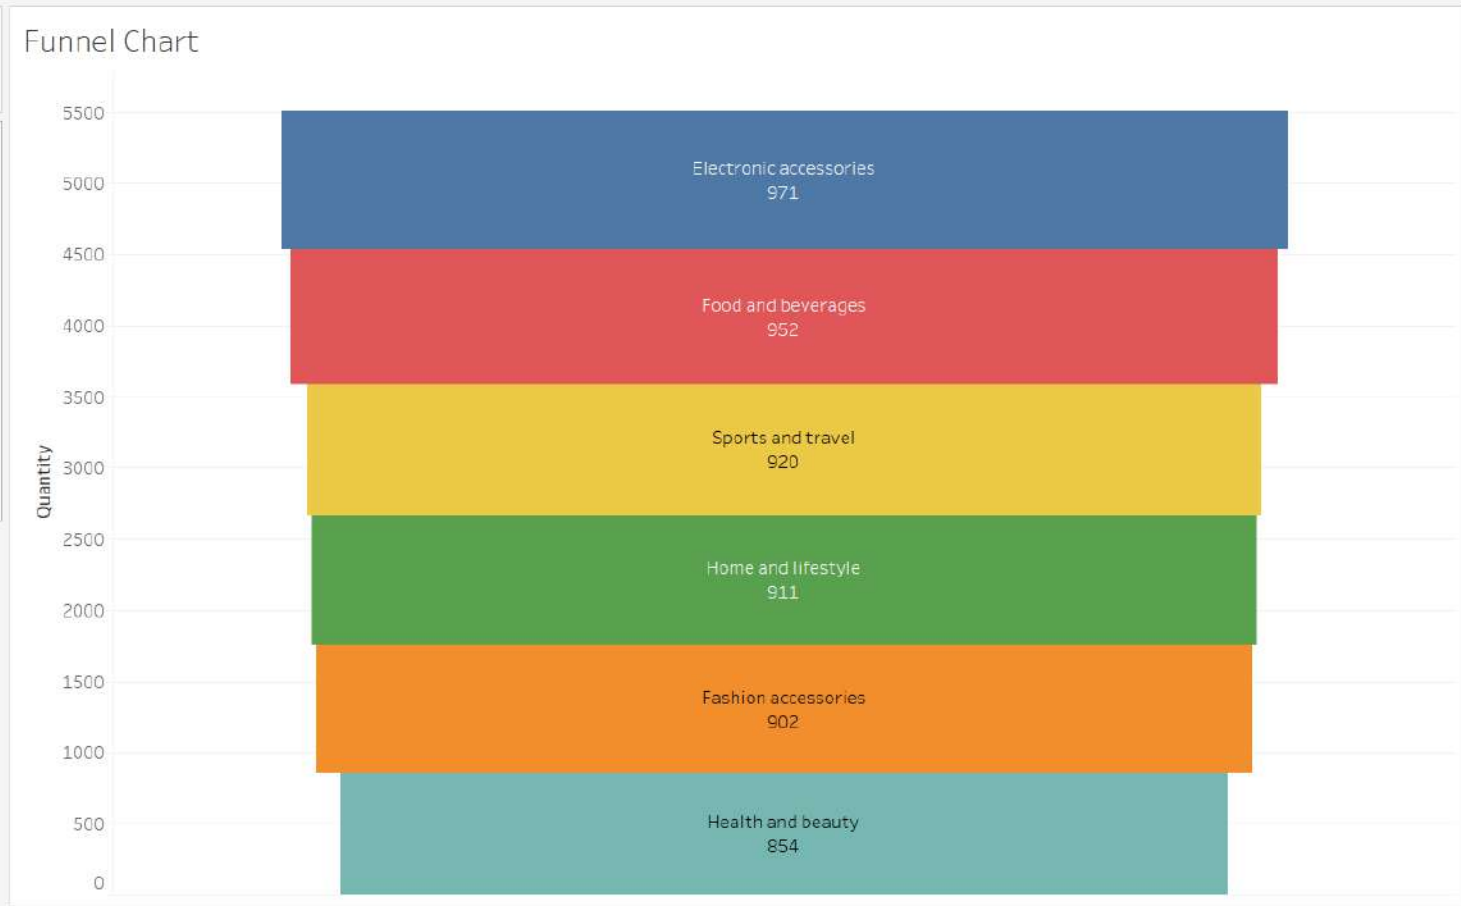 Funnel Chart
5500
Electronic accessories
971
5000
4500
Food and beverages
952
4000
3500
Sports and travel
920
Quantity
3000
2500
Home and lifestyle
911
2000
1500
Fashion accessories
902
1000
500
Health and beauty
854
0